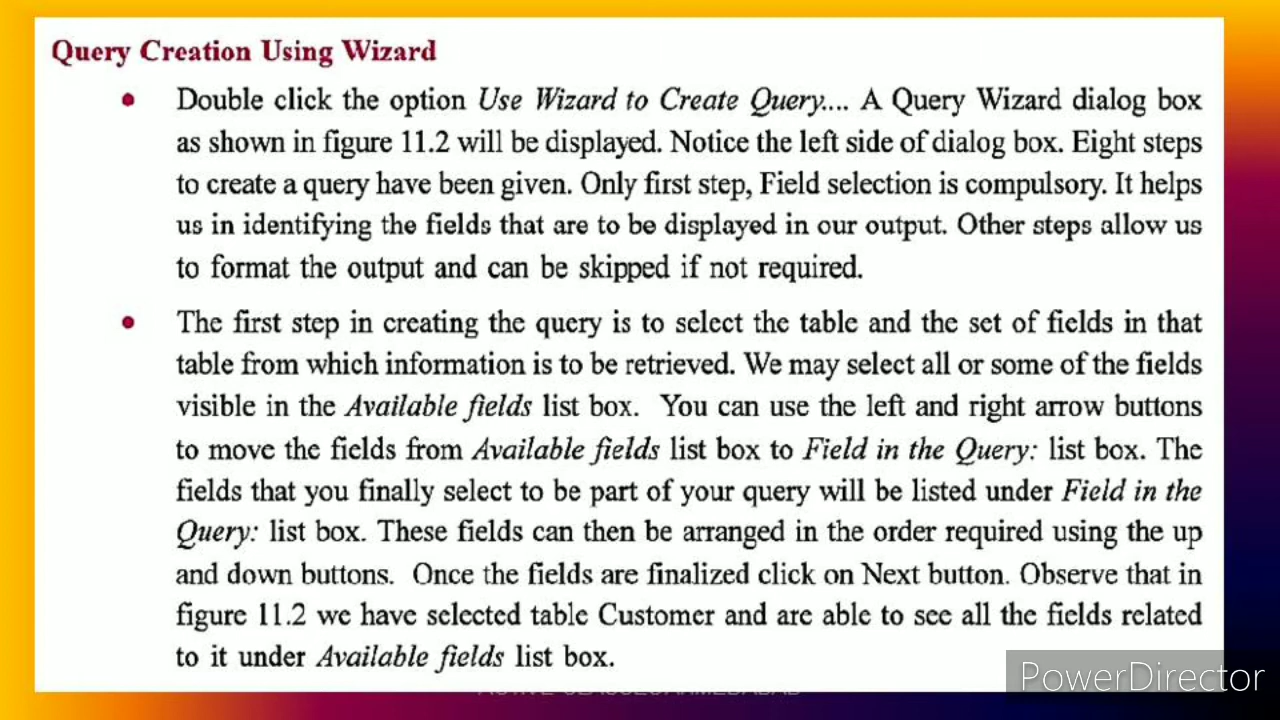 Query Creation Using Wizard
• Double click the option Use Wizard to Create Query.... A Query Wizard dialog box
as shown in figure 11.2 will be displayed. Notice the left side of dialog box. Eight steps
to create a query have been given. Only first step, Field selection is compulsory. It helps
us in identifying the fields that are to be displayed in our output. Other steps allow us
to format the output and can be skipped if not required.
• The first step in creating the query is to select the table and the set of fields in that
table from which information is to be retrieved. We may select all or some of the fields
visible in the Available fields list box. You can use the left and right arrow buttons
to move the fields from Available fields list box to Field in the Query: list box. The
fields that you finally select to be part of your query will be listed under Field in the
Query: list box. These fields can then be arranged in the order required using the up
and down buttons. Once the fields are finalized click on Next button. Observe that in
figure 11.2 we have selected table Customer and are able to see all the fields related
to it under Available fields list box.
PowerDirector